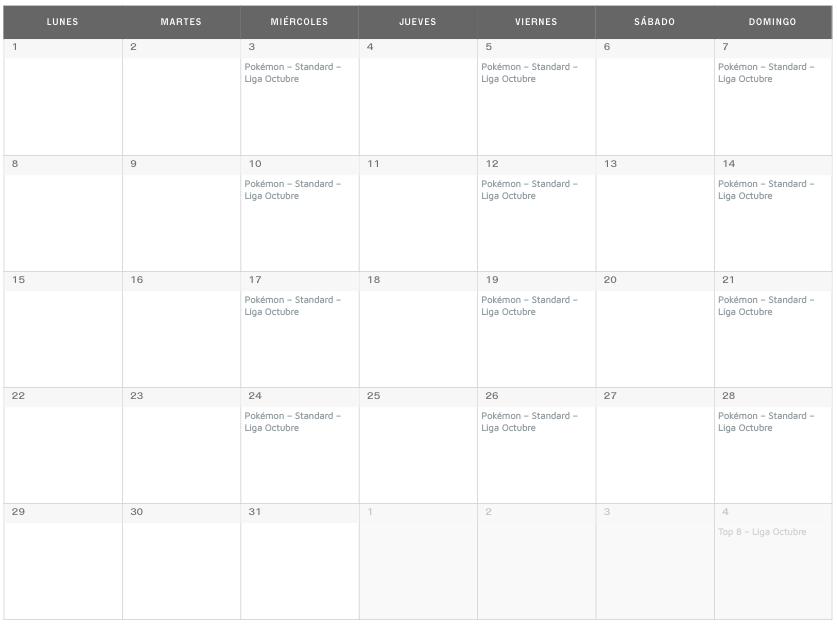 LUNES MARTES MIÉRCOLES JUEVES VIERNES SÁBADO DOMINGO
1 2 3 4 5 6 7
Pokémon – Standard – Pokémon – Standard – Pokémon – Standard –
Liga Octubre Liga Octubre Liga Octubre
8 9 10 11 12 13 14
Pokémon – Standard – Pokémon – Standard – Pokémon – Standard –
Liga Octubre Liga Octubre Liga Octubre
15 16 17 18 19 20 21
Pokémon – Standard – Pokémon – Standard – Pokémon – Standard –
Liga Octubre Liga Octubre Liga Octubre
22 23 24 25 26 27 28
Pokémon – Standard – Pokémon – Standard – Pokémon – Standard –
Liga Octubre Liga Octubre Liga Octubre
29 30 31 1 2 3 4
Top 8 – Liga Octubre